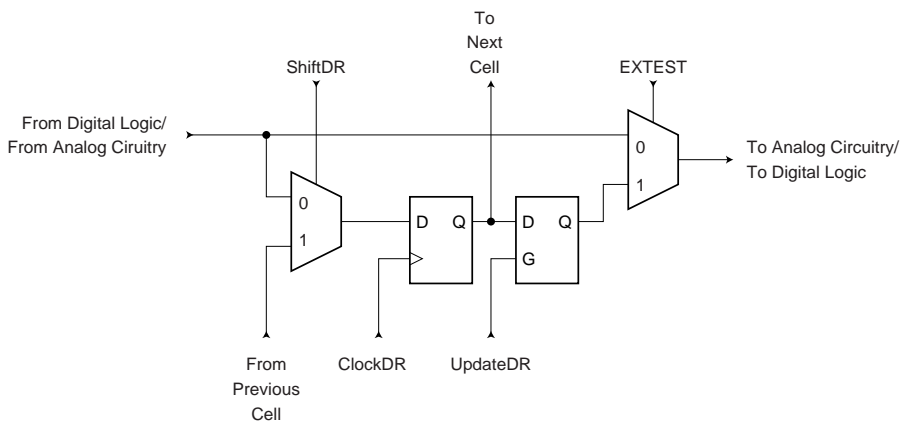 To
Next
Cell
ShiftDR
EXTEST
From Digital Logic/
From Analog Ciruitry
0
To Analog Circuitry/
To Digital Logic
1
0
D Q
D Q
1
G
From
Previous
Cell
ClockDR
UpdateDR